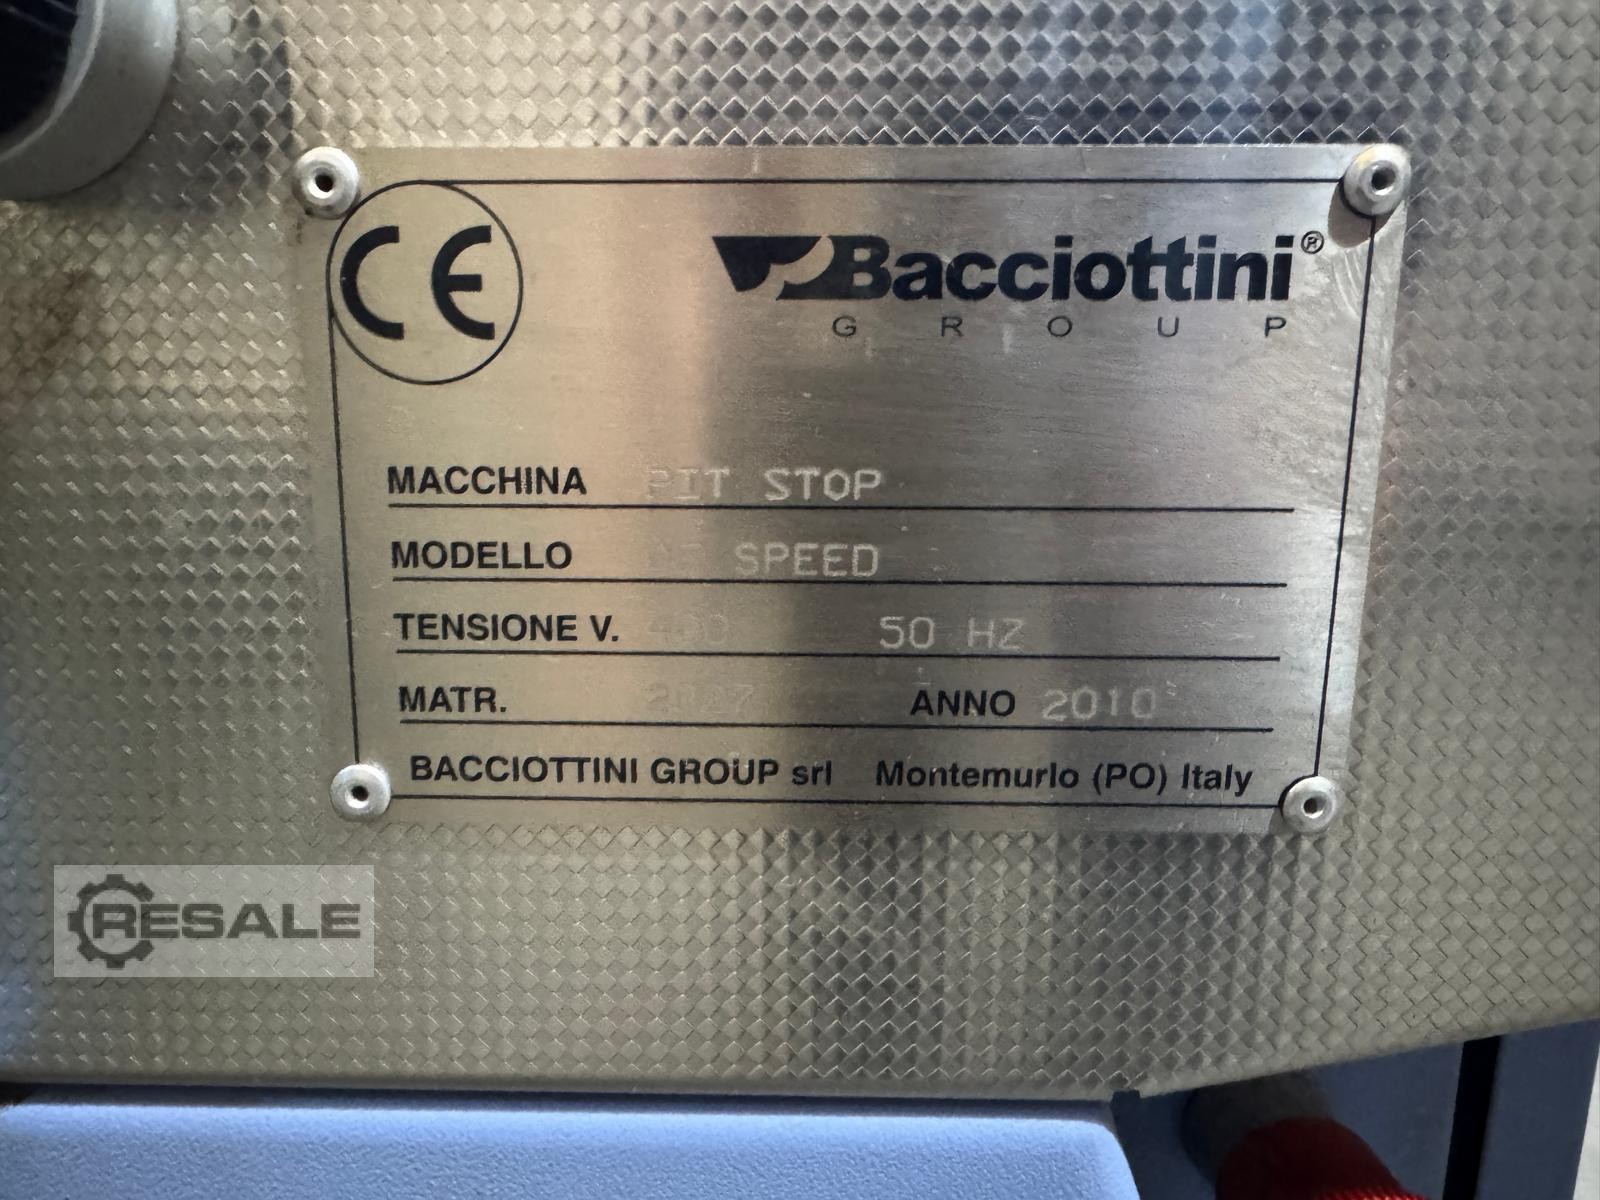 CE
Bacciottini®
GROUP
MACCHINA PIT STOP
MODELLO SPEED
TENSIONE V. 400 50 HZ
MATR. ANNO 2010
BACCIOTTINI GROUP srl Montemurlo (PO) Italy
RESALE